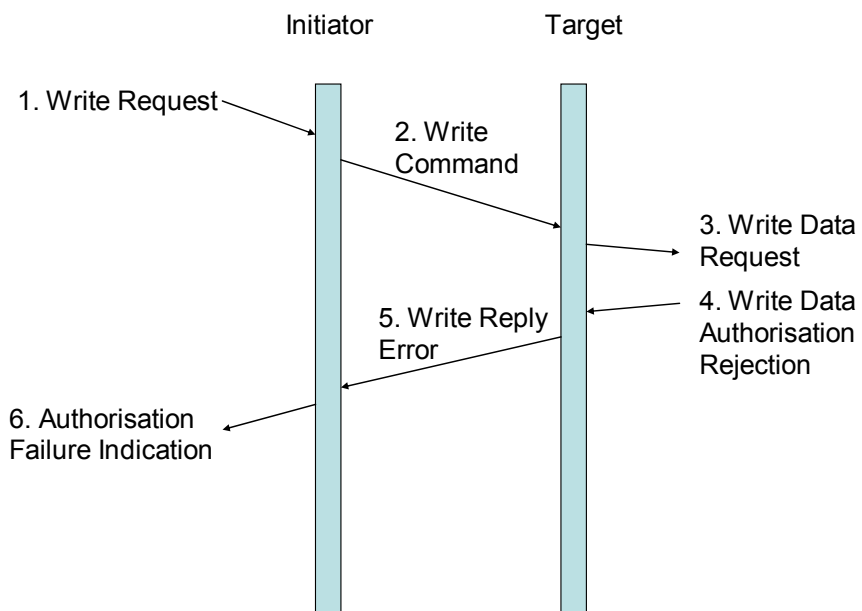 Initiator
Target
1. Write Request
2. Write
Command
3. Write Data
Request
4. Write Data
Authorisation
Rejection
5. Write Reply
Error
6. Authorisation
Failure Indication